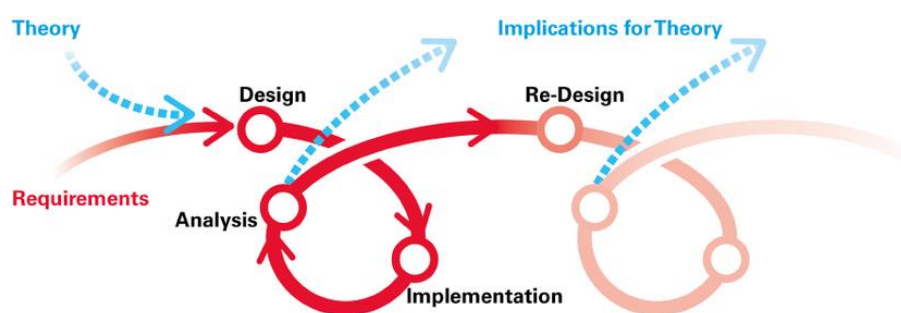 Theory
Implications for Theory
Design
Re-Design
Requirements
Analysis
Implementation